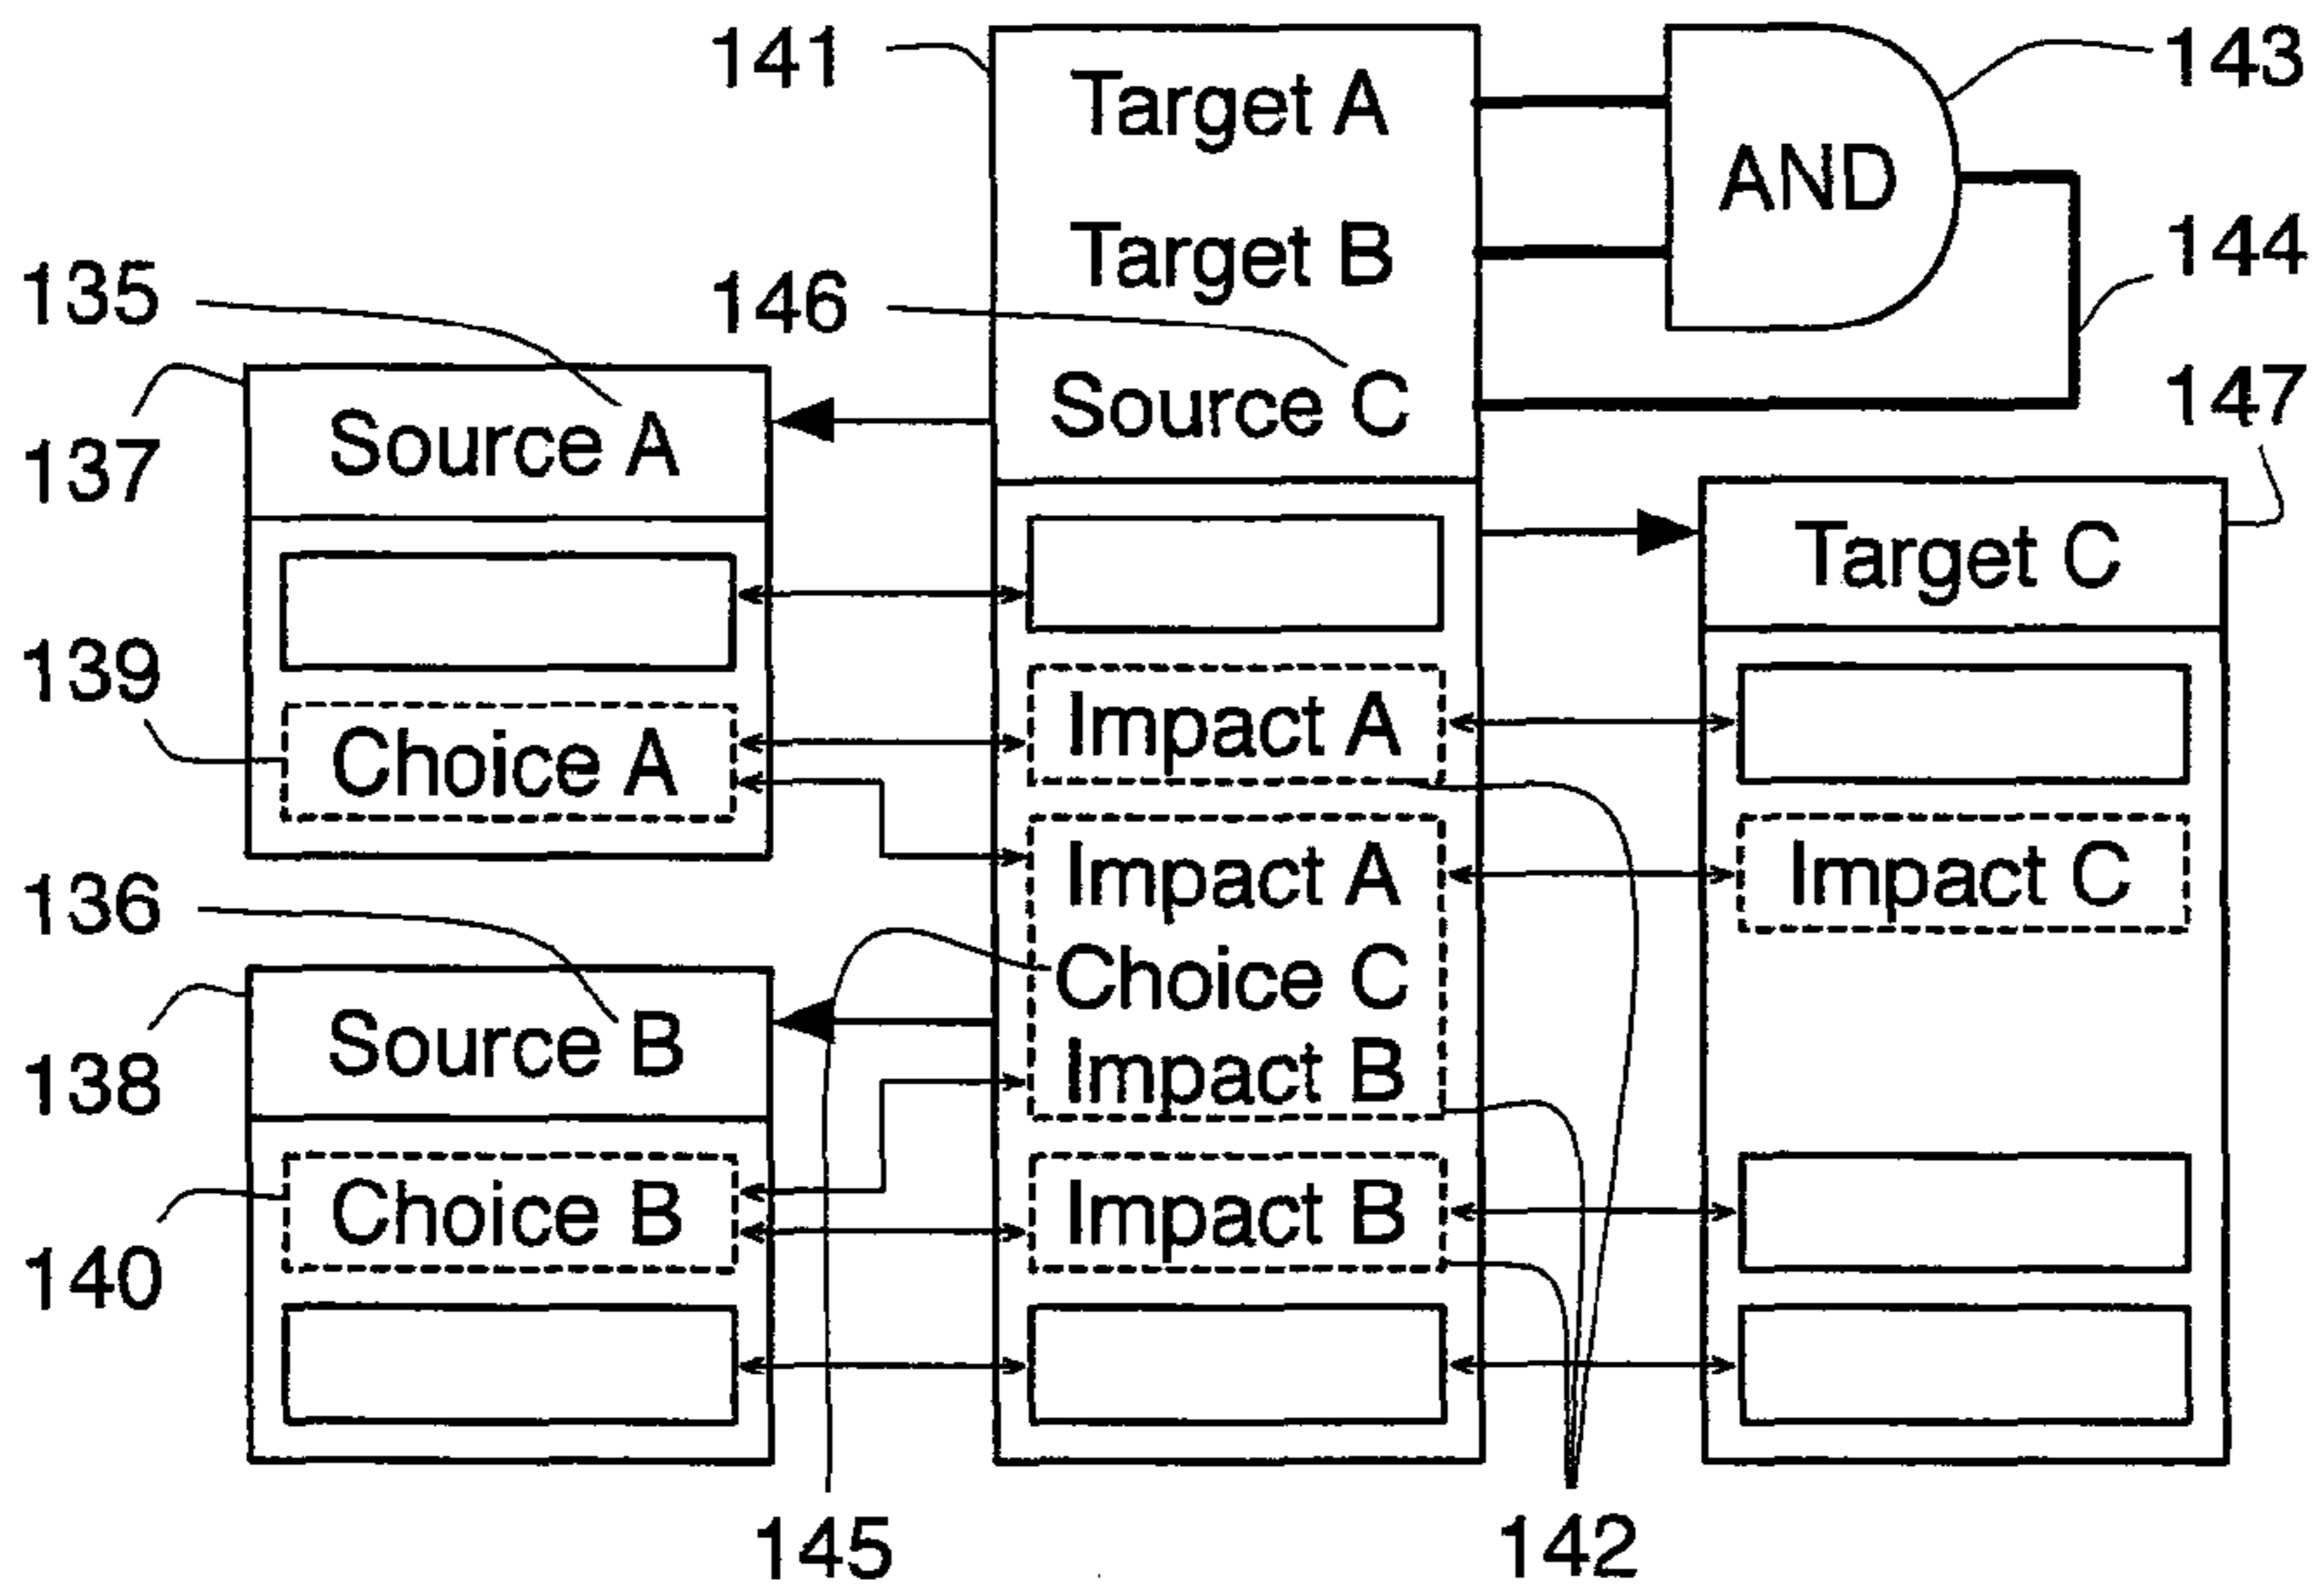 141
Target A
143
AND
Target B
144
135
146
Source C
147
137
Source A
Target C
139
Choice A
Impact A
Impact A
Impact C
136
Choice C
138
Source B
Impact B
140
Choice B
Impact B
145
142